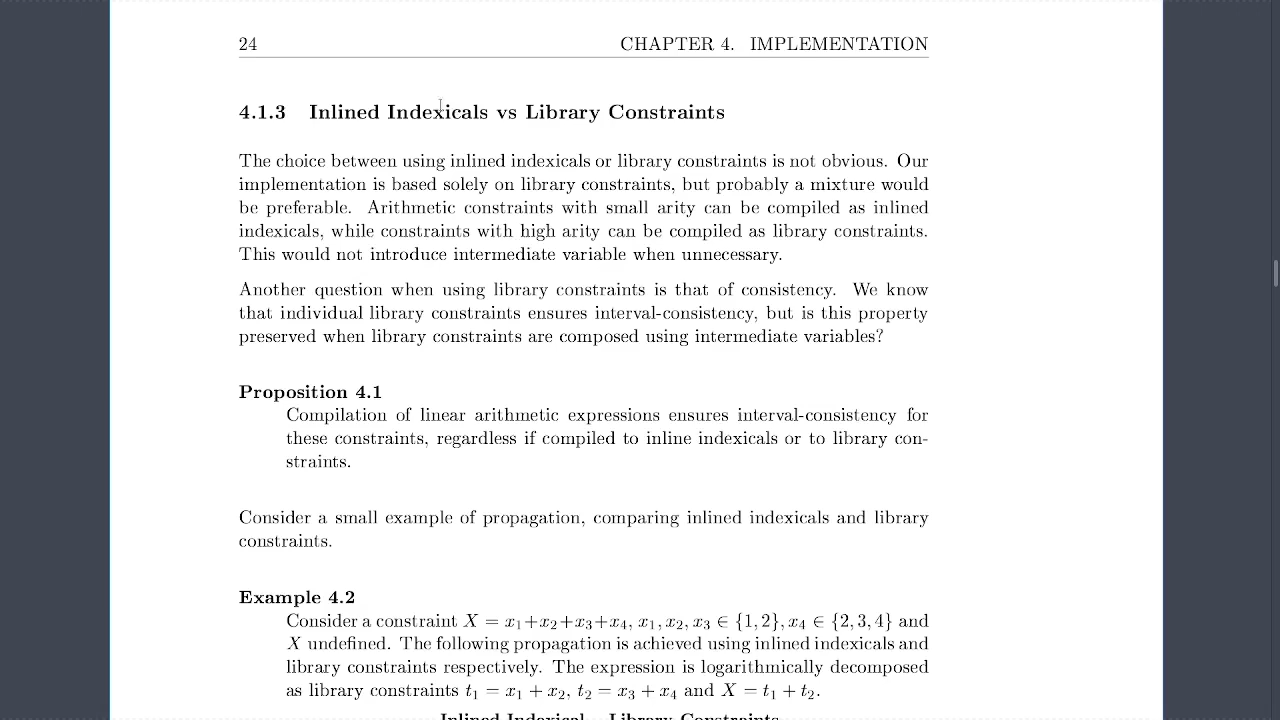 24 CHAPTER 4. IMPLEMENTATION
4.1.3 Inlined Indexicals vs Library Constraints
The choice between using inlined indexicals or library constraints is not obvious. Our
implementation is based solely on library constraints, but probably a mixture would
be preferable. Arithmetic constraints with small arity can be compiled as inlined
indexicals, while constraints with high arity can be compiled as library constraints.
This would not introduce intermediate variable when unnecessary.
Another question when using library constraints is that of consistency. We know
that individual library constraints ensures interval-consistency, but is this property
preserved when library constraints are composed using intermediate variables?
Proposition 4.1
Compilation of linear arithmetic expressions ensures interval-consistency for
these constraints, regardless if compiled to inline indexicals or to library con-
straints.
Consider a small example of propagation, comparing inlined indexicals and library
constraints.
Example 4.2
Consider a constraint X = x₁+x₂+x₃+x₄, x₁, x₂, x₃ ∈ {1, 2}, x₄ ∈ {2, 3, 4} and
X undefined. The following propagation is achieved using inlined indexicals and
library constraints respectively. The expression is logarithmically decomposed
as library constraints t₁ = x₁ + x₂, t₂ = x₃ + x₄ and X = t₁ + t₂.
Inlined Indexical Library Constraints